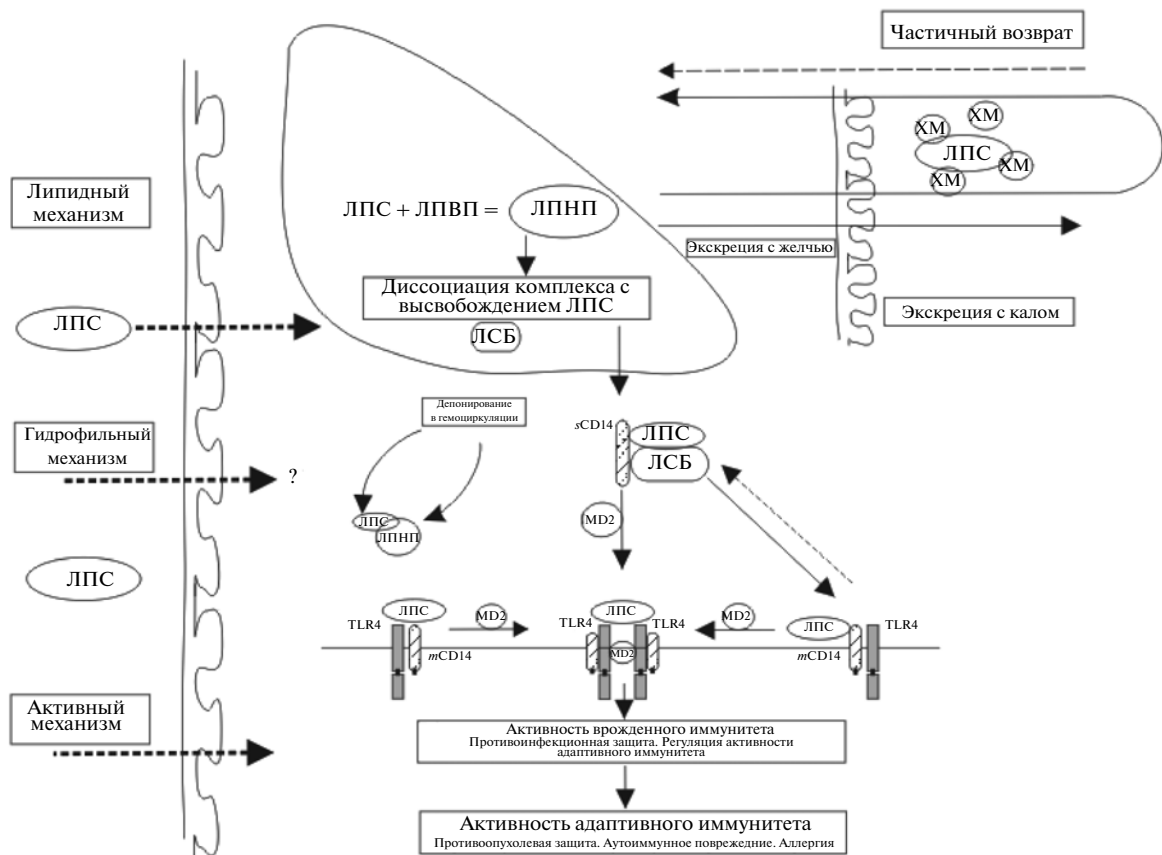 Частичный возврат
ХМ
ХМ
ЛПС
ХМ
ХМ
Липидный
механизм
ЛПС + ЛПВП =
ЛПНП
Экскреция с желчью
Диссоциация комплекса с
высвобождением ЛПС
ЛСБ
Экскреция с калом
ЛПС
Депонирование
в гемоциркуляции
Гидрофильный
механизм
?
sCD14
ЛПС
ЛСБ
MD2
ЛПС
ЛПНП
ЛПС
ЛПС
MD2
TLR4
mCD14
ЛПС
TLR4
TLR4
MD2
MD2
ЛПС
TLR4
mCD14
Активный
механизм
Активность врожденного иммунитета
Противоинфекционная защита. Регуляция активности
адаптивного иммунитета
Активность адаптивного иммунитета
Противоопухолевая защита. Аутоиммунное повреждние. Аллергия